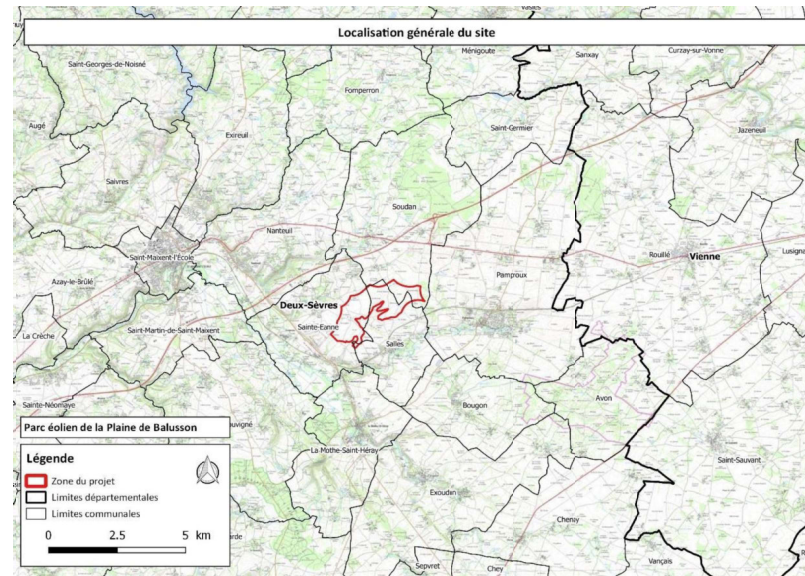 Localisation générale du site
Vasles
Ménigoute
Sanxay
Curzay-sur-Vonne
Saint-Georges-de-Noisné
Fomperron
Augé
Exireuil
Saint-Germier
Jazeneuil
Saivres
Soudan
Nanteuil
Saint-Maixent-l'École
Rouillé
Vienne
Lusigna
Azay-le-Brûlé
Pamproux
Deux-Sèvres
Sainte-Eanne
La Crèche
Saint-Martin-de-Saint-Maixent
Salles
Sainte-Néomaye
Avon
Bougon
Parc éolien de la Plaine de Balusson
ouvigné
La Mothe-Saint-Héray
Saint-Sauvant
Légende
Zone du projet
Limites départementales
Limites communales
0 2.5 5 km
Exoudun
Chenay
Vançais
Sepvret
Chey